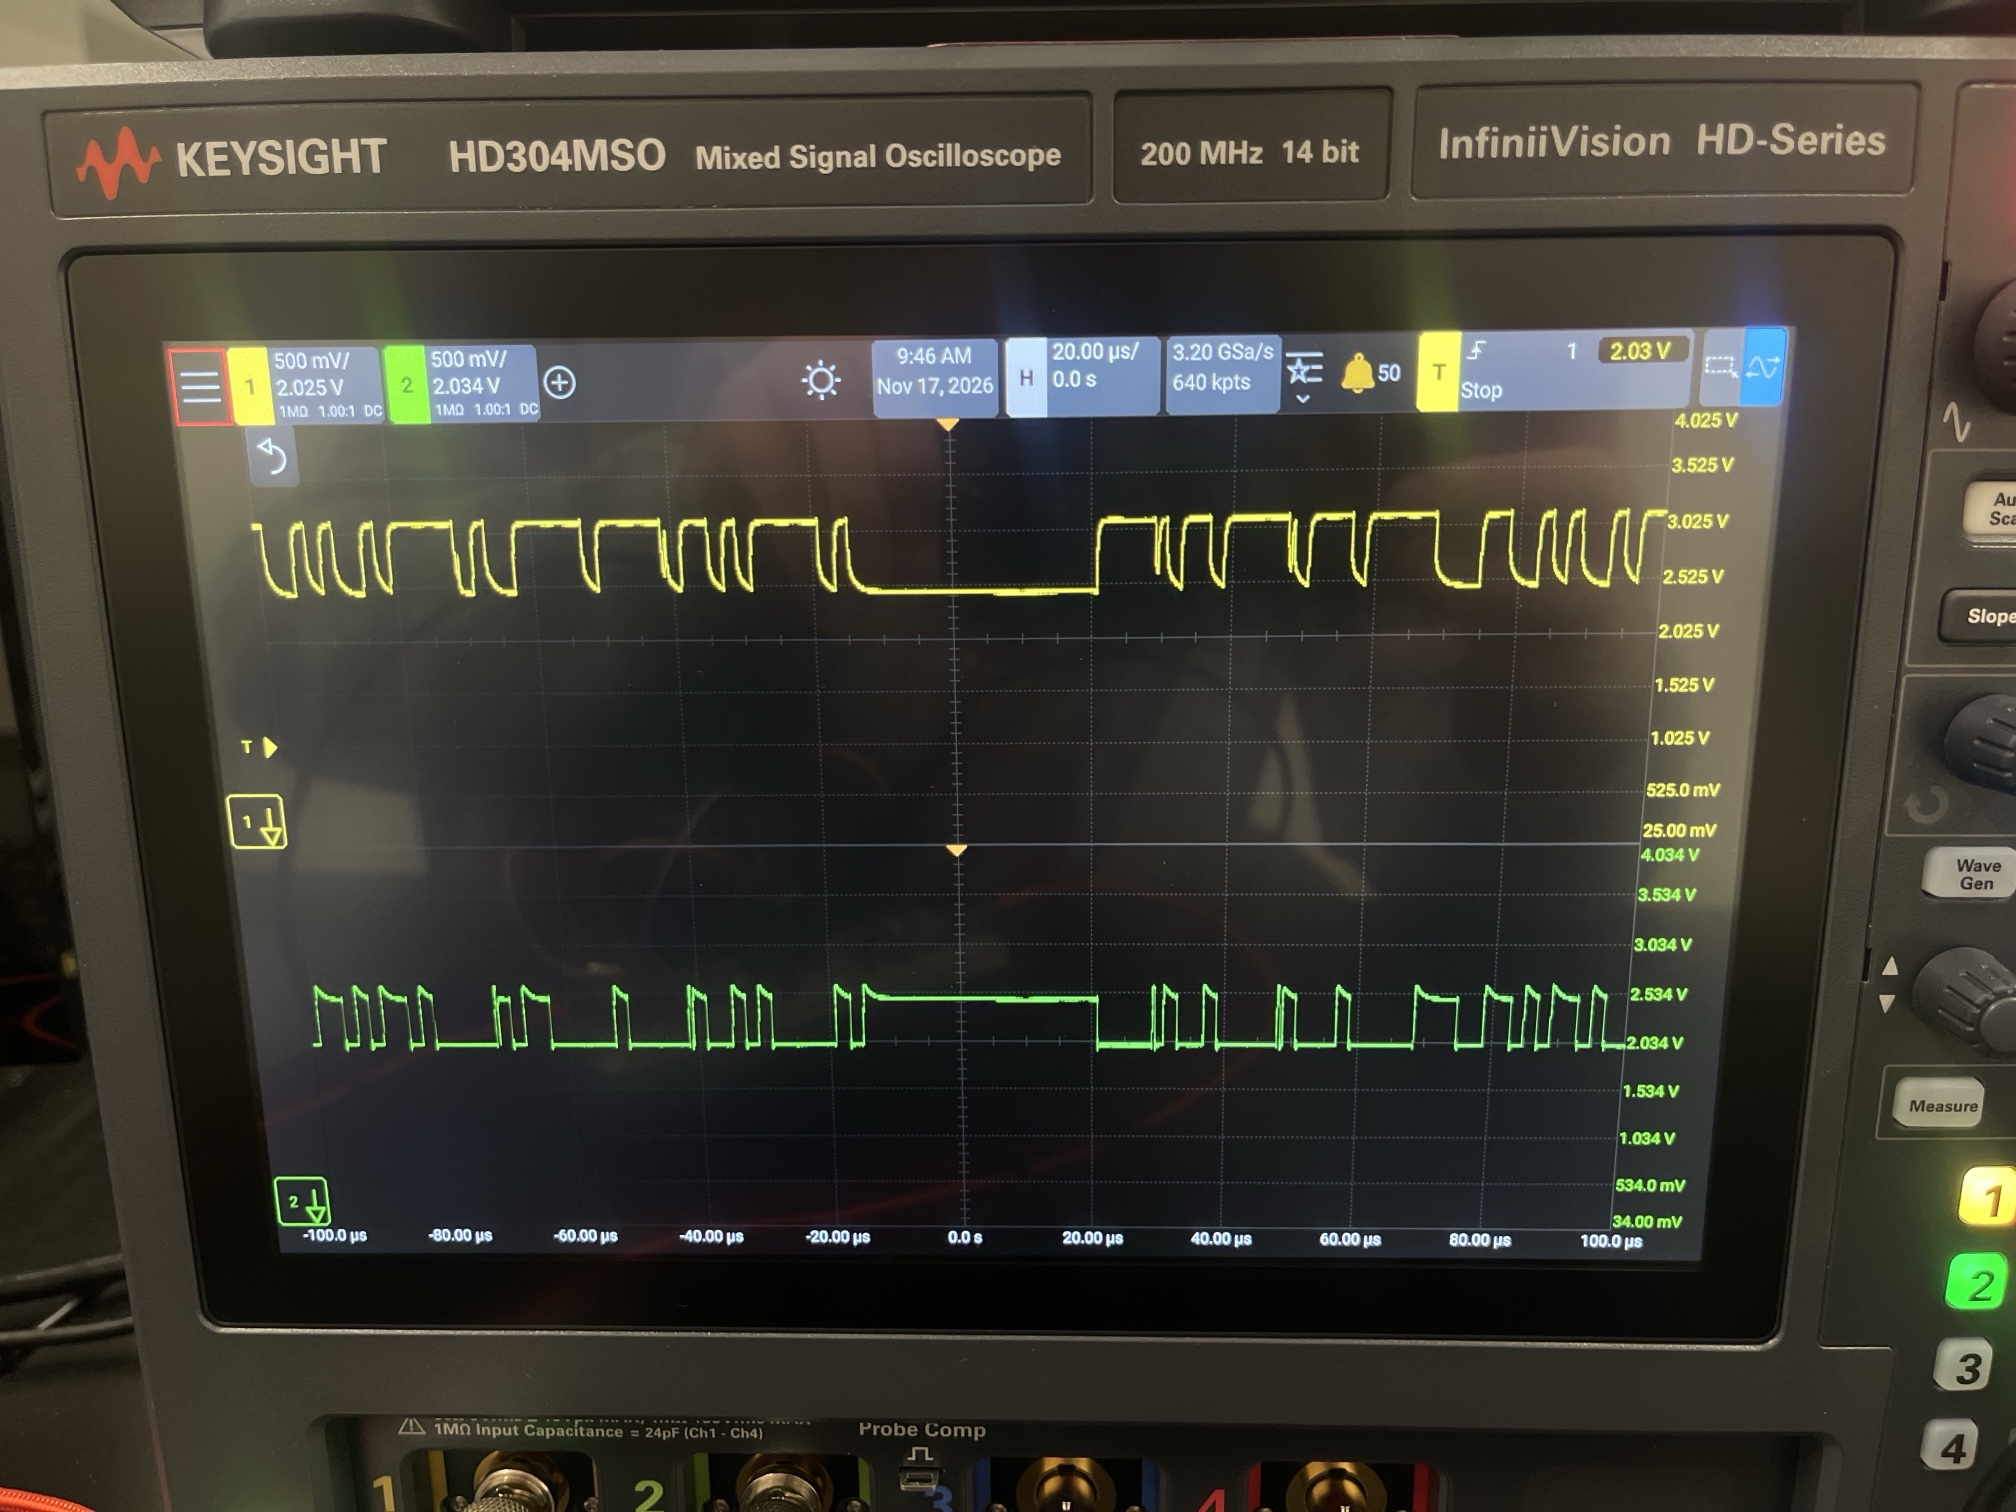 KEYSIGHT HD304MSO Mixed Signal Oscilloscope 200 MHz 14 bit InfiniiVision HD-Series
1 500 mV/ 2.025 V 1MΩ 1.00:1 DC
2 500 mV/ 2.034 V 1MΩ 1.00:1 DC
9:46 AM
Nov 17, 2026
H 20.00 µs/ 0.0 s
3.20 GSa/s
640 kpts
50
T 1 2.03 V
Stop
4.025 V
3.525 V
3.025 V
2.525 V
2.025 V
1.525 V
T
1.025 V
525.0 mV
1
25.00 mV
4.034 V
3.534 V
3.034 V
2.534 V
2.034 V
1.534 V
1.034 V
534.0 mV
2
34.00 mV
-100.0 µs -80.00 µs -60.00 µs -40.00 µs -20.00 µs 0.0 s 20.00 µs 40.00 µs 60.00 µs 80.00 µs 100.0 µs
Au
Sca
Slope
Wave
Gen
Measure
1
2
3
4
1MΩ Input Capacitance = 24pF (Ch1 - Ch4)
Probe Comp
1 2 3 4